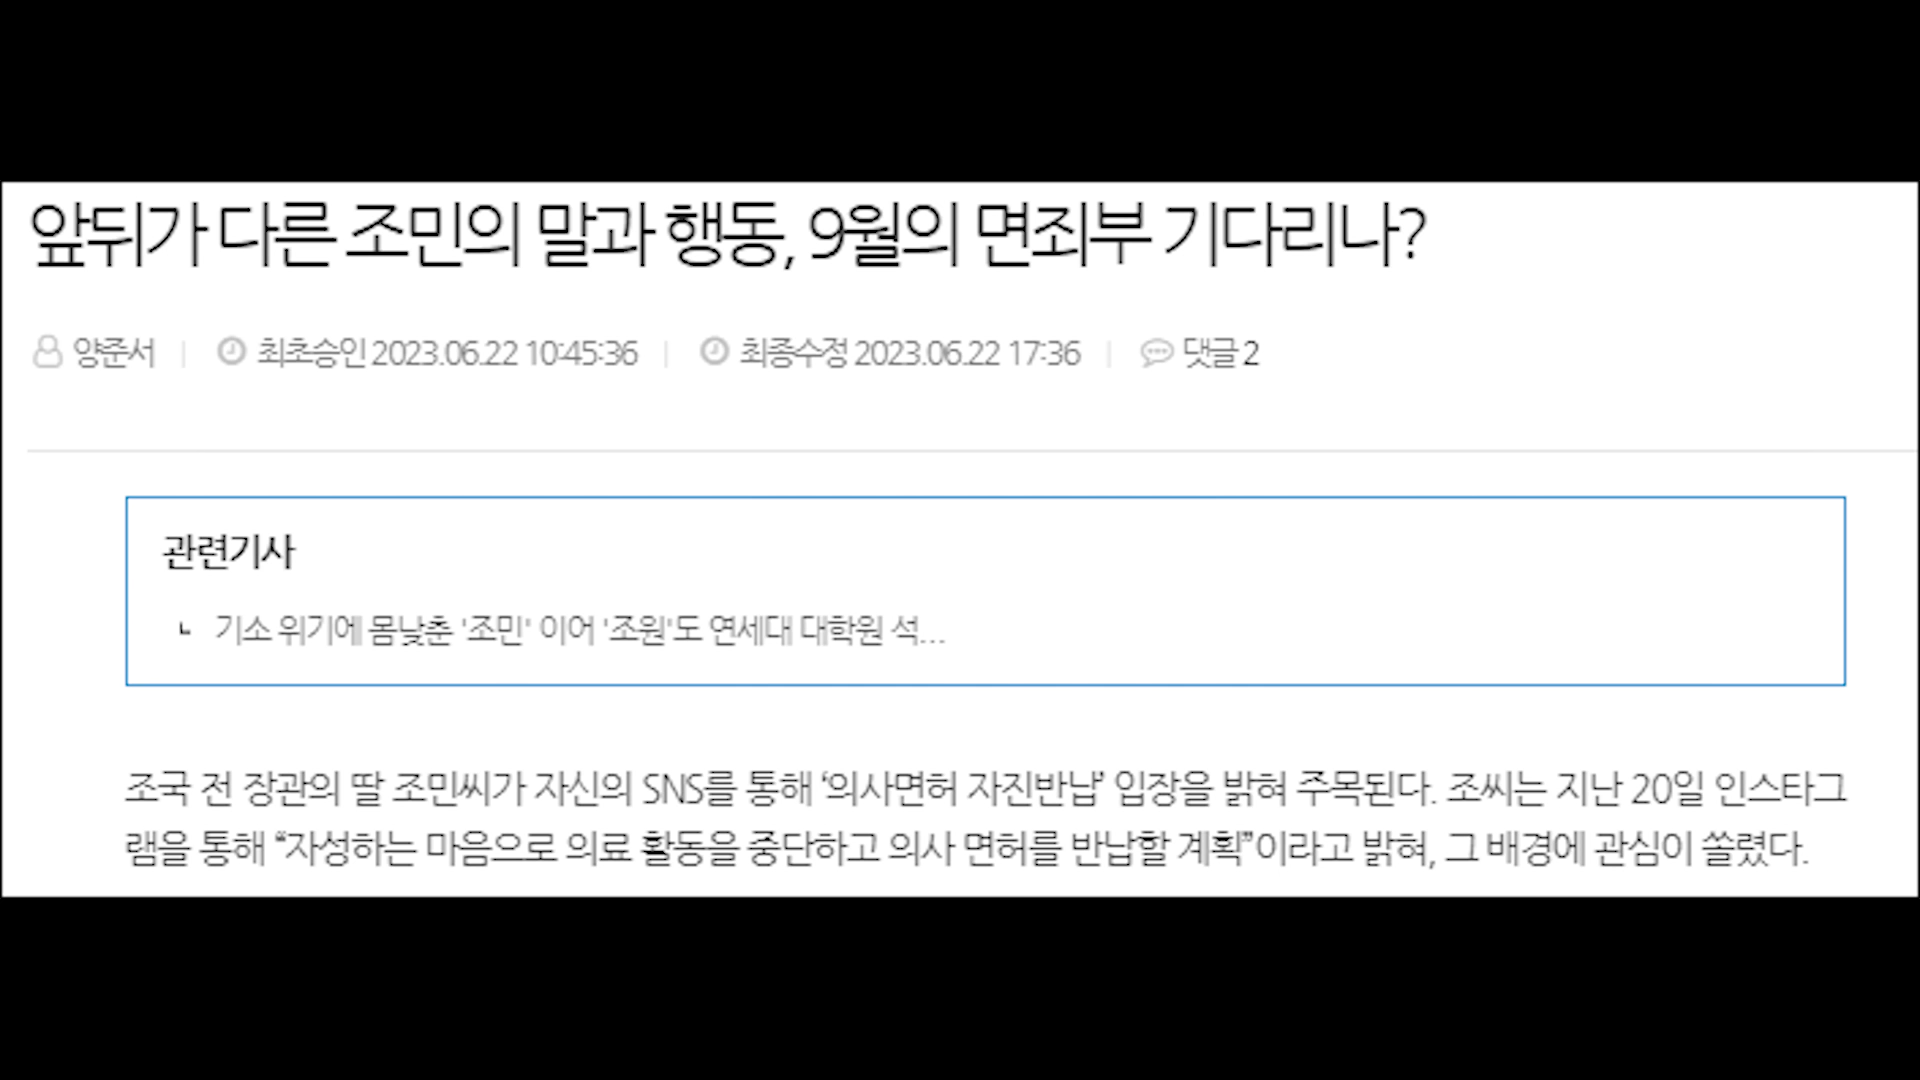 앞뒤가 다른 조민의 말과 행동, 9월의 면죄부 기다리나?
양준서 | 최초승인 2023.06.22 10:45:36 | 최종수정 2023.06.22 17:36 | 댓글 2
관련기사
ㄴ 기소 위기에 몸낮춘 '조민' 이어 '조원'도 연세대 대학원 석...
조국 전 장관의 딸 조민씨가 자신의 SNS를 통해 ‘의사면허 자진반납’ 입장을 밝혀 주목된다. 조씨는 지난 20일 인스타그
램을 통해 “자성하는 마음으로 의료 활동을 중단하고 의사 면허를 반납할 계획”이라고 밝혀, 그 배경에 관심이 쏠렸다.